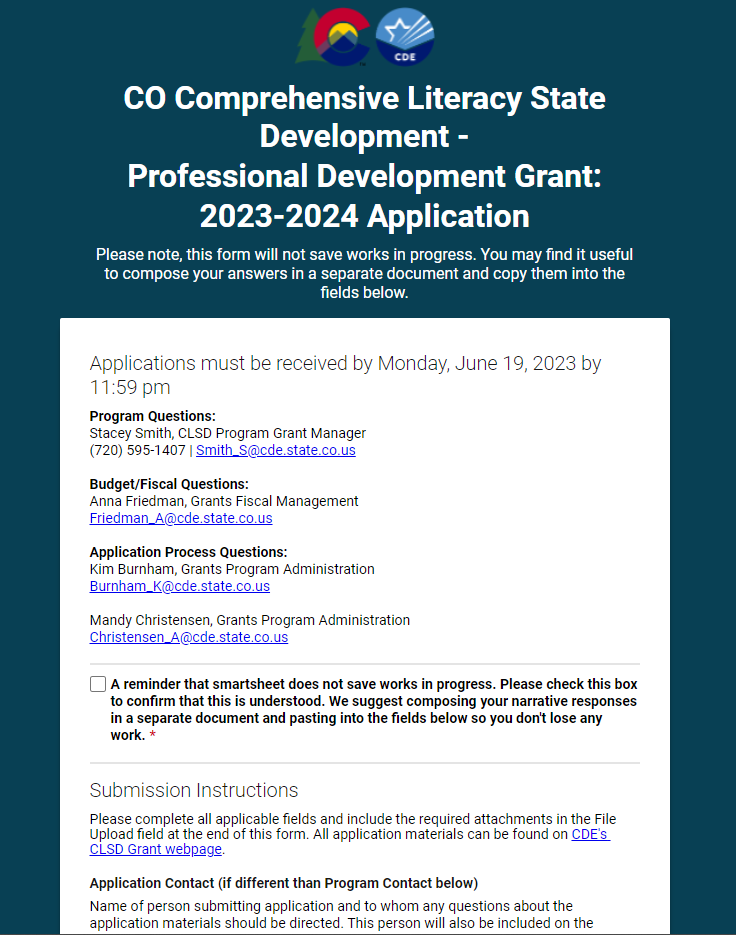 CDE
CO Comprehensive Literacy State
Development -
Professional Development Grant:
2023-2024 Application
Please note, this form will not save works in progress. You may find it useful
to compose your answers in a separate document and copy them into the
fields below.
Applications must be received by Monday, June 19, 2023 by
11:59 pm
Program Questions:
Stacey Smith, CLSD Program Grant Manager
(720) 595-1407 | Smith_S@cde.state.co.us
Budget/Fiscal Questions:
Anna Friedman, Grants Fiscal Management
Friedman_A@cde.state.co.us
Application Process Questions:
Kim Burnham, Grants Program Administration
Burnham_K@cde.state.co.us
Mandy Christensen, Grants Program Administration
Christensen_A@cde.state.co.us
A reminder that smartsheet does not save works in progress. Please check this box
to confirm that this is understood. We suggest composing your narrative responses
in a separate document and pasting into the fields below so you don't lose any
work. *
Submission Instructions
Please complete all applicable fields and include the required attachments in the File
Upload field at the end of this form. All application materials can be found on CDE's
CLSD Grant webpage.
Application Contact (if different than Program Contact below)
Name of person submitting application and to whom any questions about the
application materials should be directed. This person will also be included on the